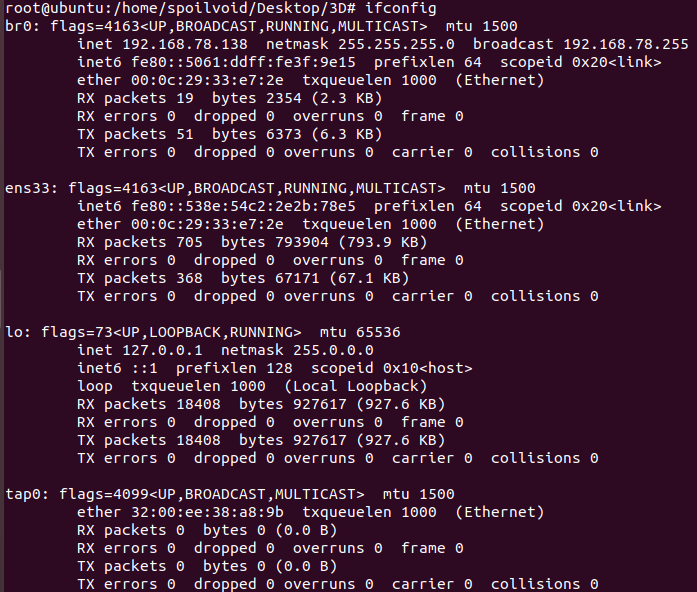 root@ubuntu:/home/spoilvoid/Desktop/3D# ifconfig
br0: flags=4163<UP,BROADCAST,RUNNING,MULTICAST>  mtu 1500
        inet 192.168.78.138  netmask 255.255.255.0  broadcast 192.168.78.255
        inet6 fe80::5061:ddff:fe3f:9e15  prefixlen 64  scopeid 0x20<link>
        ether 00:0c:29:33:e7:2e  txqueuelen 1000  (Ethernet)
        RX packets 19  bytes 2354 (2.3 KB)
        RX errors 0  dropped 0  overruns 0  frame 0
        TX packets 51  bytes 6373 (6.3 KB)
        TX errors 0  dropped 0 overruns 0  carrier 0  collisions 0

ens33: flags=4163<UP,BROADCAST,RUNNING,MULTICAST>  mtu 1500
        inet6 fe80::538e:54c2:2e2b:78e5  prefixlen 64  scopeid 0x20<link>
        ether 00:0c:29:33:e7:2e  txqueuelen 1000  (Ethernet)
        RX packets 705  bytes 793904 (793.9 KB)
        RX errors 0  dropped 0  overruns 0  frame 0
        TX packets 368  bytes 67171 (67.1 KB)
        TX errors 0  dropped 0 overruns 0  carrier 0  collisions 0

lo: flags=73<UP,LOOPBACK,RUNNING>  mtu 65536
        inet 127.0.0.1  netmask 255.0.0.0
        inet6 ::1  prefixlen 128  scopeid 0x10<host>
        loop  txqueuelen 1000  (Local Loopback)
        RX packets 18408  bytes 927617 (927.6 KB)
        RX errors 0  dropped 0  overruns 0  frame 0
        TX packets 18408  bytes 927617 (927.6 KB)
        TX errors 0  dropped 0 overruns 0  carrier 0  collisions 0

tap0: flags=4099<UP,BROADCAST,MULTICAST>  mtu 1500
        ether 32:00:ee:38:a8:9b  txqueuelen 1000  (Ethernet)
        RX packets 0  bytes 0 (0.0 B)
        RX errors 0  dropped 0  overruns 0  frame 0
        TX packets 0  bytes 0 (0.0 B)
        TX errors 0  dropped 0 overruns 0  carrier 0  collisions 0